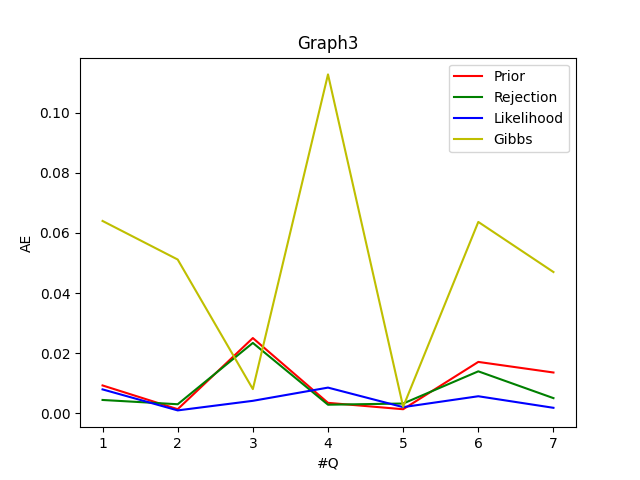 Graph3
Prior
Rejection
Likelihood
Gibbs
0.10
0.08
0.06
0.04
0.02
0.00
AE
1 2 3 4 5 6 7
#Q